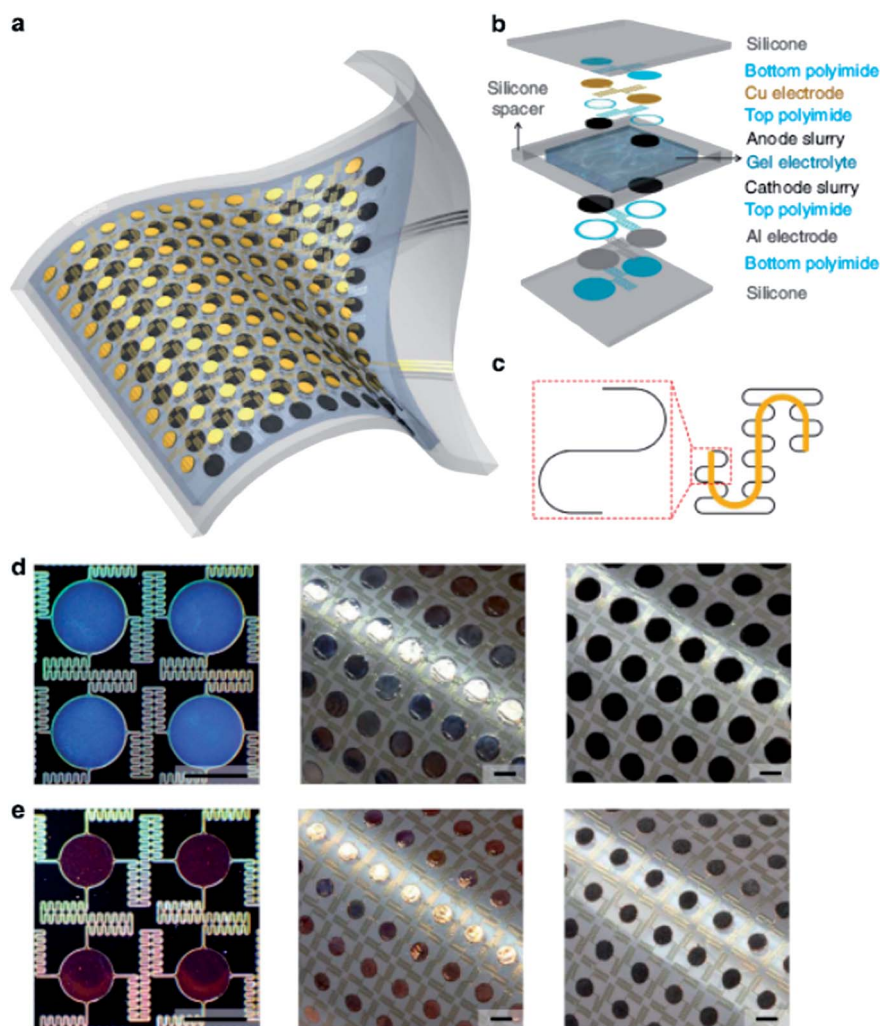 a
b
Silicone
Bottom polyimide
Cu electrode
Silicone
spacer
Top polyimide
Anode slurry
Gel electrolyte
Cathode slurry
Top polyimide
Al electrode
Bottom polyimide
Silicone
c
d
e